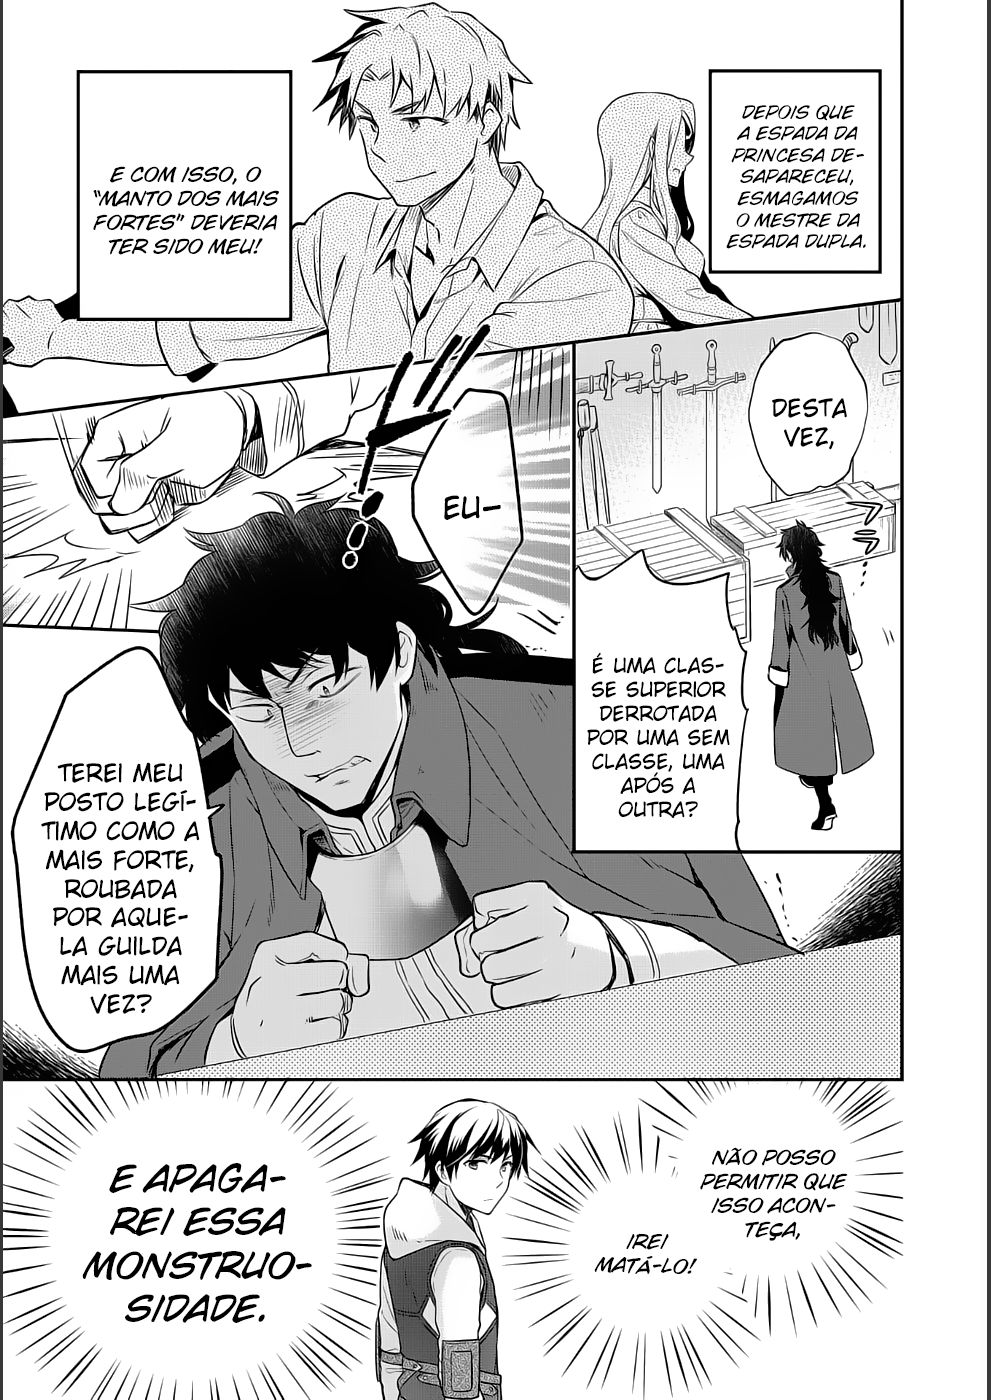 DEPOIS QUE
A ESPADA DA
PRINCESA DE-
SAPARECEU,
ESMAGAMOS
O MESTRE DA
ESPADA DUPLA.
E COM ISSO, O
"MANTO DOS MAIS
FORTES" DEVERIA
TER SIDO MEU!
DESTA
VEZ,
É UMA CLAS-
SE SUPERIOR
DERROTADA
POR UMA SEM
CLASSE, UMA
APÓS A
OUTRA?
EU-
TEREI MEU
POSTO LEGÍ-
TIMO COMO A
MAIS FORTE,
ROUBADA
POR AQUE-
LA GUILDA
MAIS UMA
VEZ?
NÃO POSSO
PERMITIR QUE
ISSO ACON-
TEÇA,
IREI
MATÁ-LO!
E APAGA-
REI ESSA
MONSTRUO-
SIDADE.